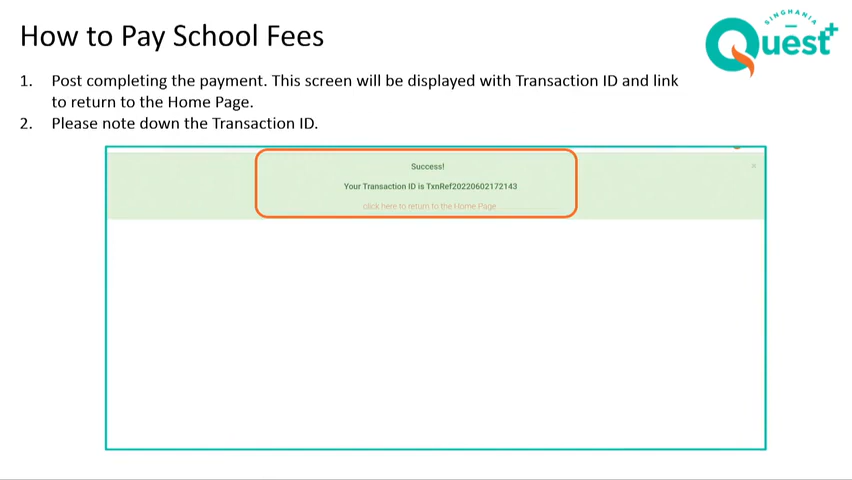 How to Pay School Fees
SINGHANIA
Quest+
1. Post completing the payment. This screen will be displayed with Transaction ID and link
to return to the Home Page.
2. Please note down the Transaction ID.
Success!
×
Your Transaction ID is TxnRef20220602172143
click here to return to the Home Page